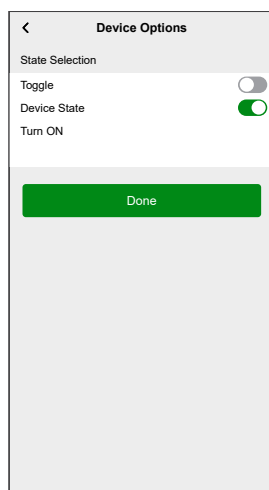 Device Options
State Selection
Toggle
Device State
Turn ON
Done